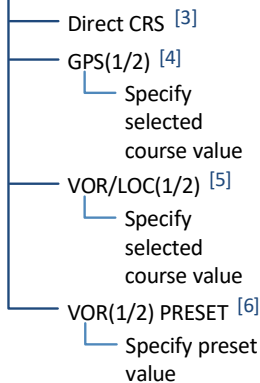 Direct CRS [3]
GPS(1/2) [4]
Specify
selected
course value
VOR/LOC(1/2) [5]
Specify
selected
course value
VOR(1/2) PRESET [6]
Specify preset
value